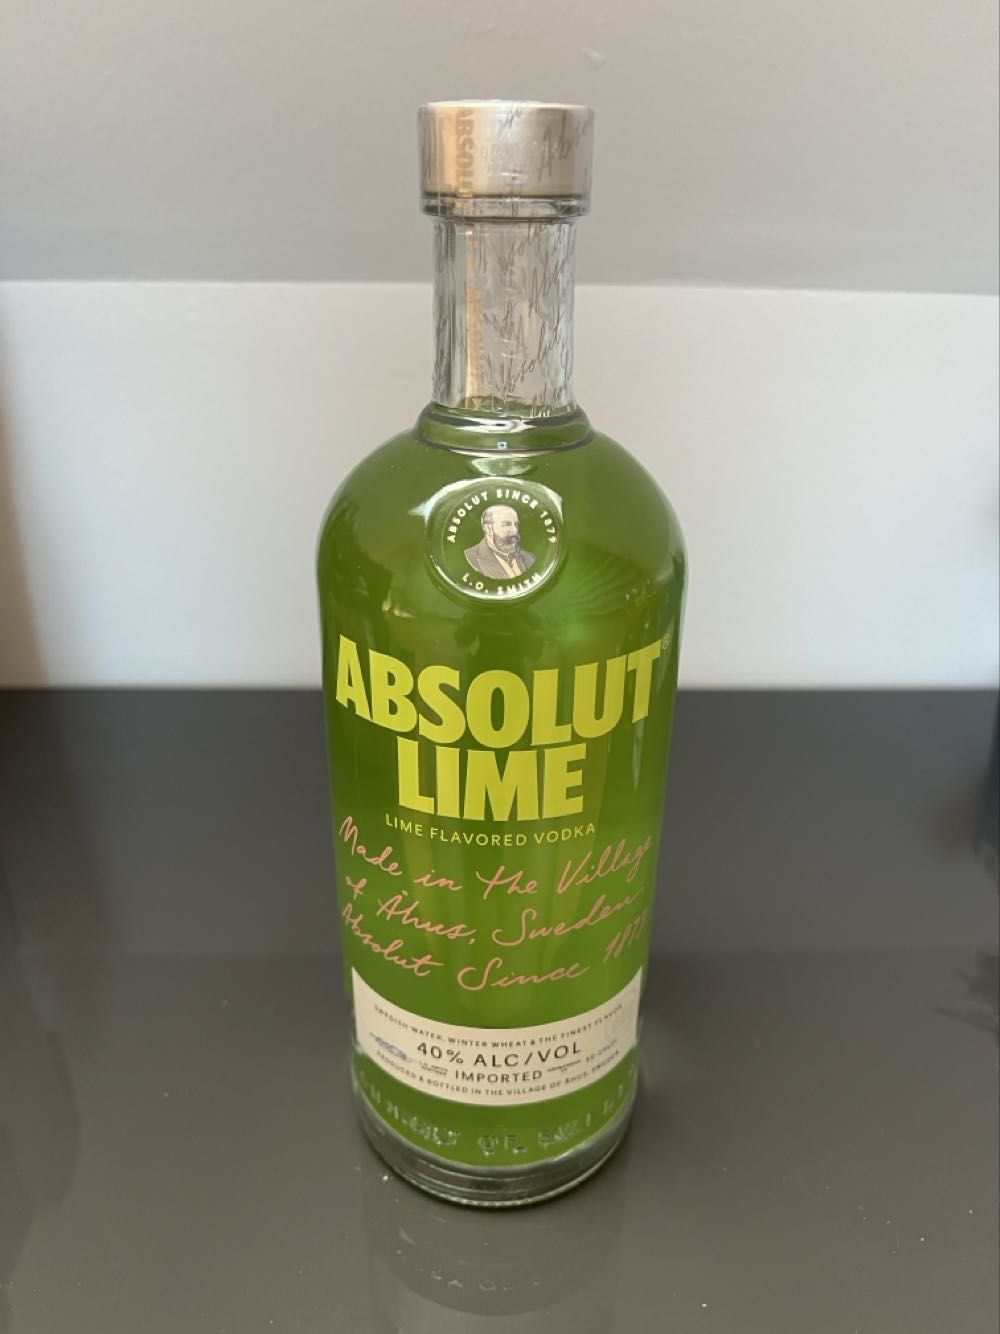 Absolut
Absolut
ABSOLUT SINCE 1879
L.O. SMITH
ABSOLUT®
LIME
LIME FLAVORED VODKA
Made in the Village
of Åhus, Sweden
Absolut Since 1879
SWEDISH WATER, WINTER WHEAT & THE FINEST FLAVOR
40% ALC/VOL
IMPORTED
PRODUCED & BOTTLED IN THE VILLAGE OF ÅHUS, SWEDEN